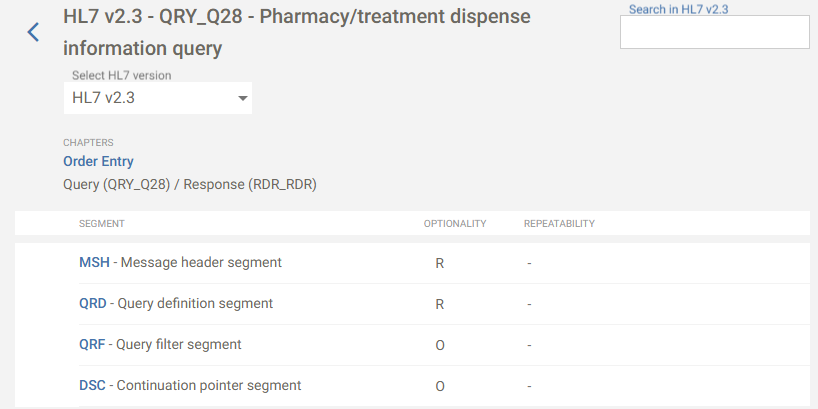 HL7 v2.3 - QRY_Q28 - Pharmacy/treatment dispense
information query
Search in HL7 v2.3
Select HL7 version
HL7 v2.3
CHAPTERS
Order Entry
Query (QRY_Q28) / Response (RDR_RDR)
SEGMENT OPTIONALITY REPEATABILITY
MSH - Message header segment R -
QRD - Query definition segment R -
QRF - Query filter segment O -
DSC - Continuation pointer segment O -